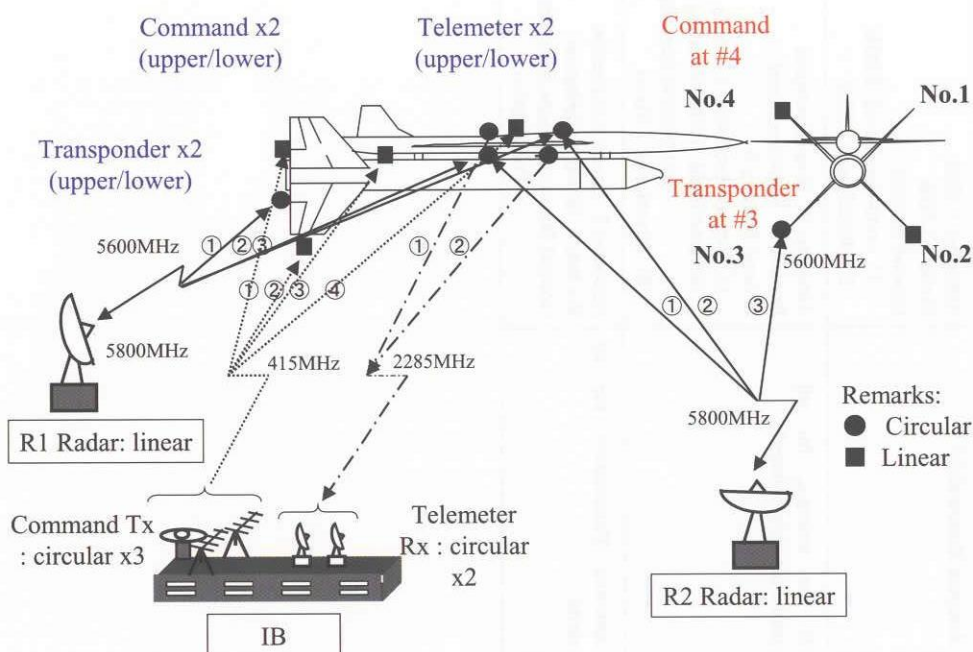 Command x2
(upper/lower)
Telemeter x2
(upper/lower)
Command
at #4
No.4
No.1
Transponder x2
(upper/lower)
Transponder
at #3
No.3
No.2
5600MHz
① ② ③
① ② ③ ④
① ②
5600MHz
① ② ③
5800MHz
415MHz
2285MHz
5800MHz
Remarks:
Circular
Linear
R1 Radar: linear
Command Tx
: circular x3
Telemeter
Rx : circular
x2
R2 Radar: linear
IB